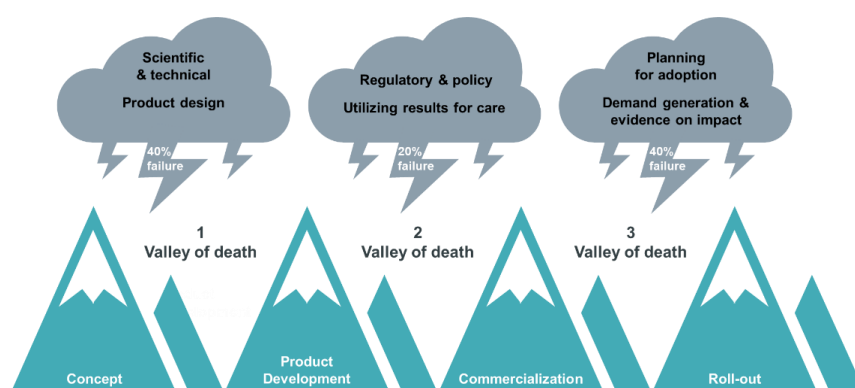 Scientific
& technical
Product design
40%
failure
Regulatory & policy
Utilizing results for care
20%
failure
Planning
for adoption
Demand generation &
evidence on impact
40%
failure
1
Valley of death
2
Valley of death
3
Valley of death
Concept
Product
Development
Commercialization
Roll-out